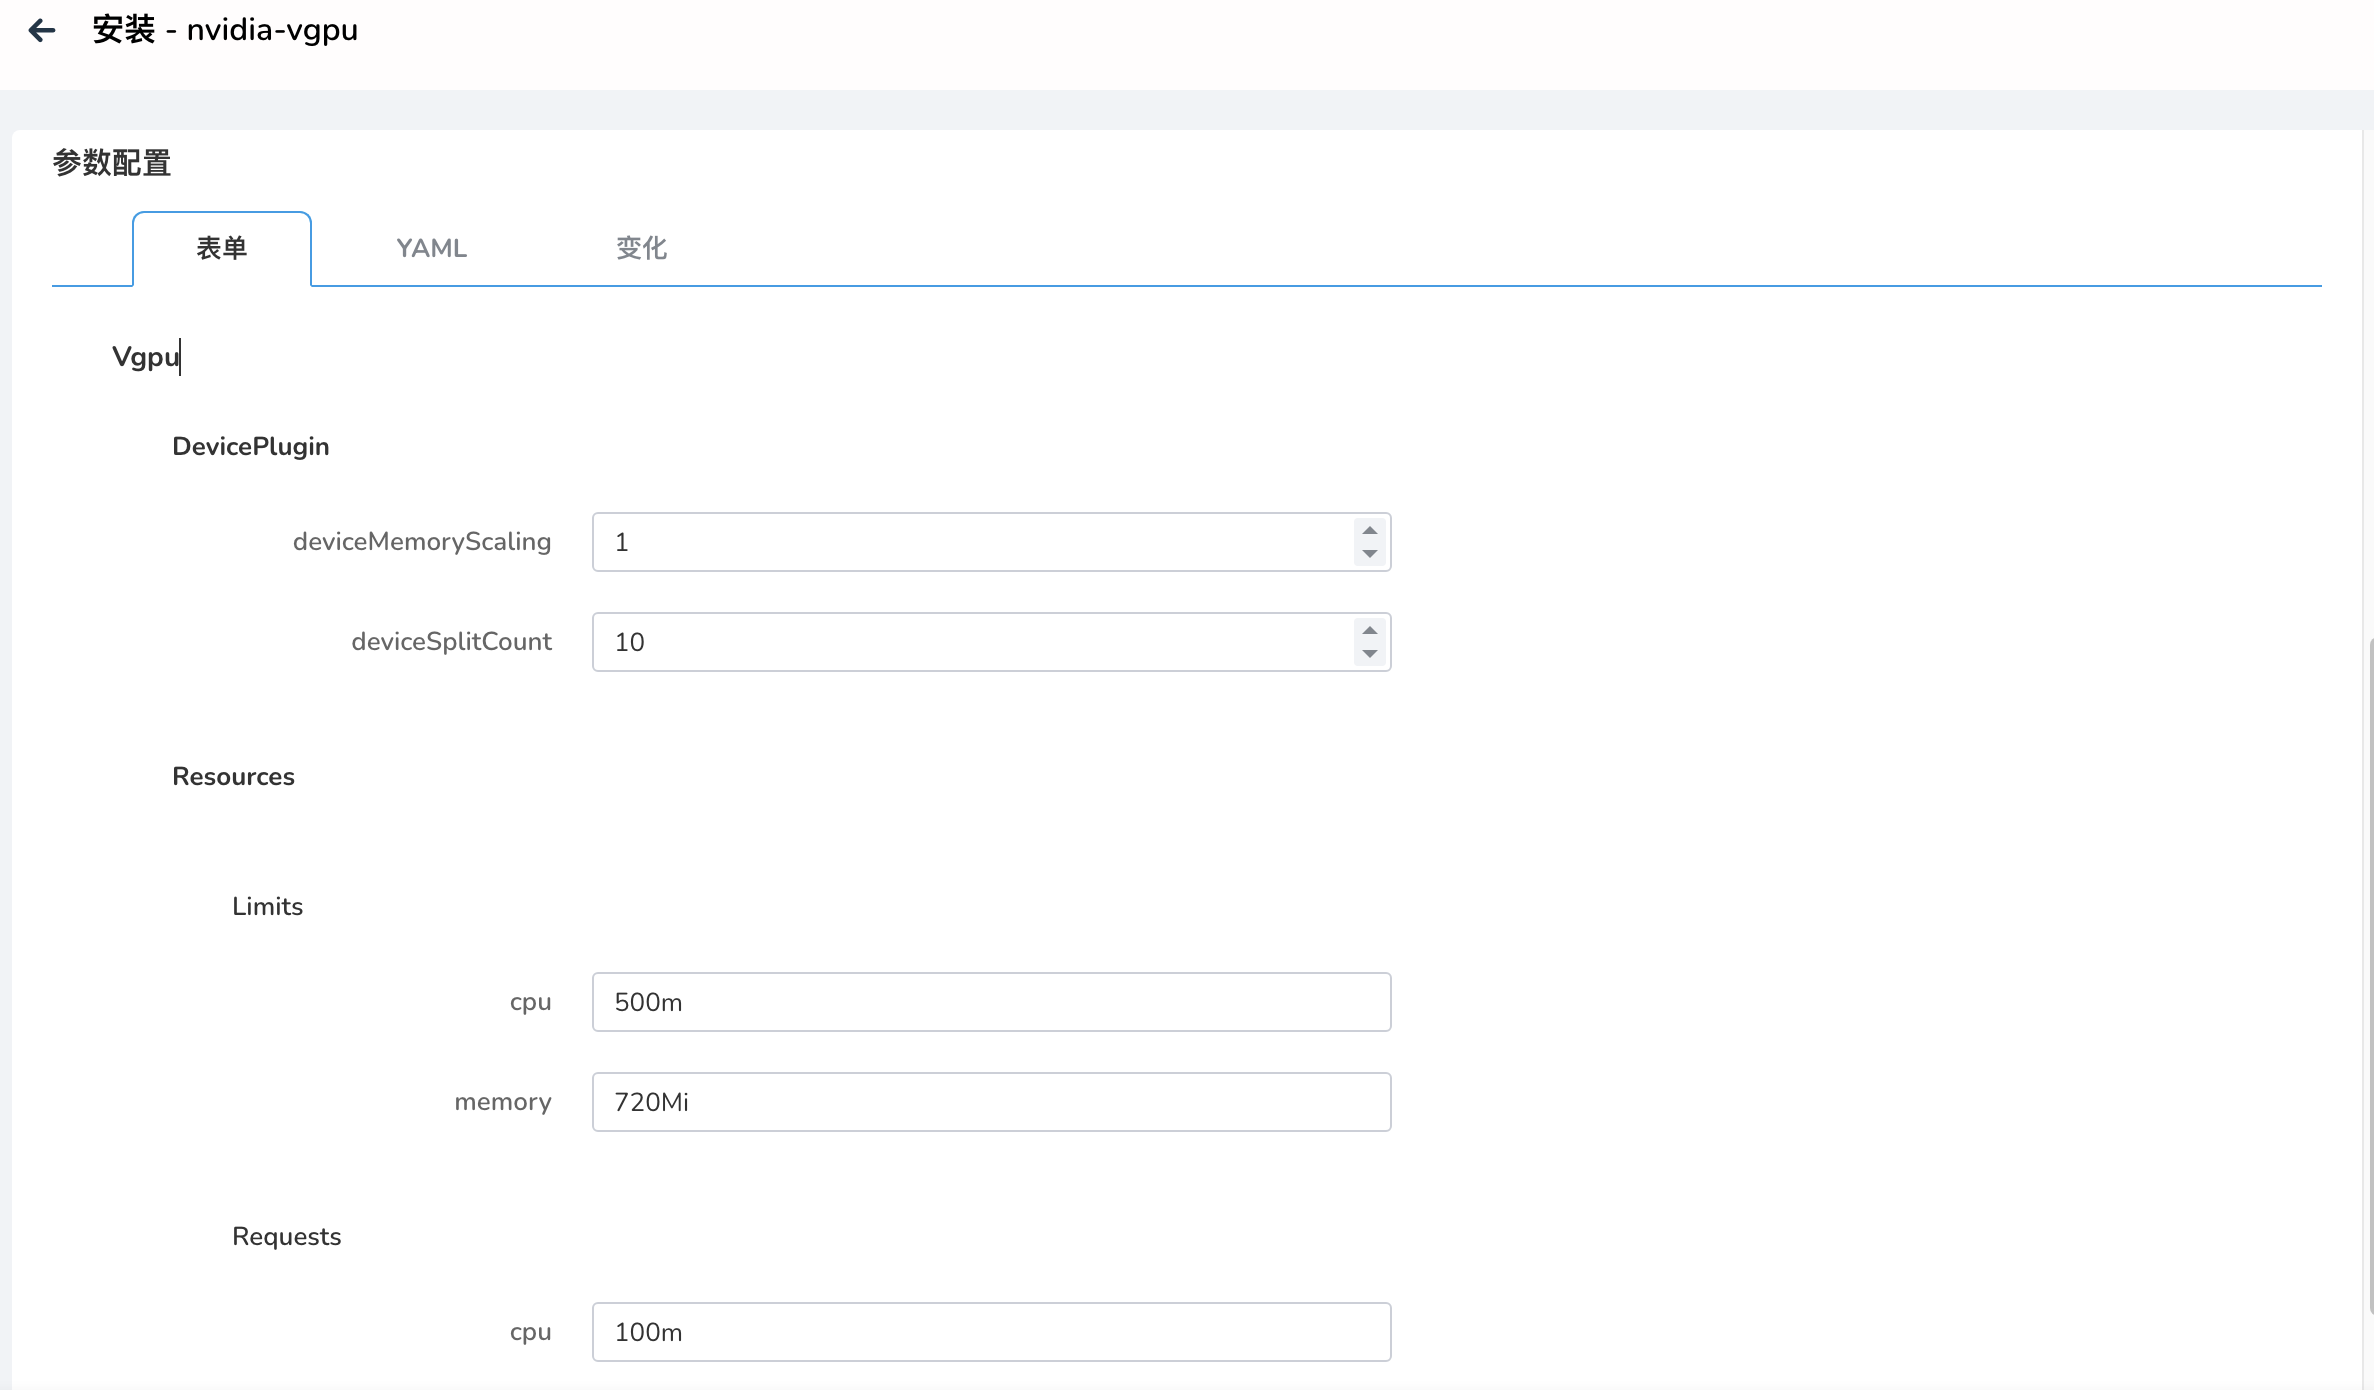 安装 - nvidia-vgpu
参数配置
表单 YAML 变化
Vgpu
DevicePlugin
deviceMemoryScaling 1
deviceSplitCount 10
Resources
Limits
cpu 500m
memory 720Mi
Requests
cpu 100m